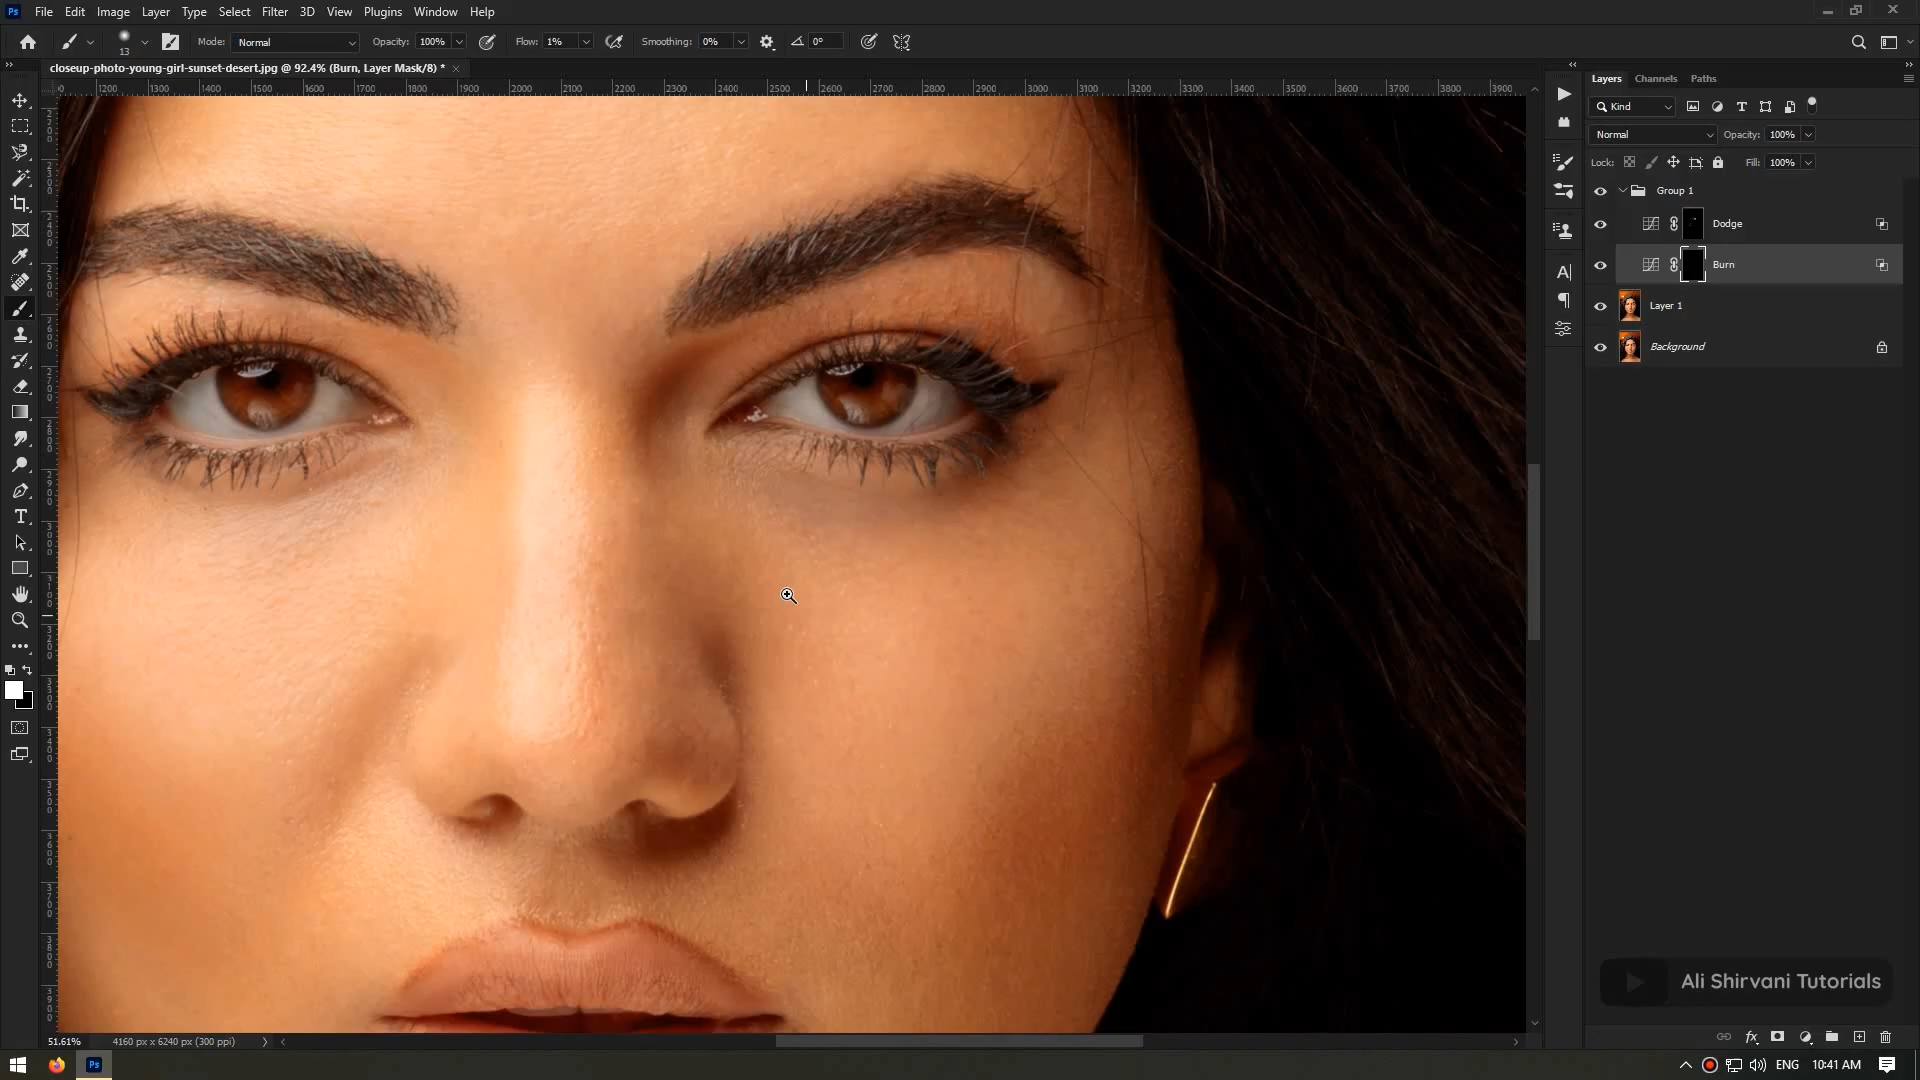 Ps File Edit Image Layer Type Select Filter 3D View Plugins Window Help
13 Mode: Normal Opacity: 100% Flow: 1% Smoothing: 0% 0°
closeup-photo-young-girl-sunset-desert.jpg @ 92.4% (Burn, Layer Mask/8) * ×
1200 1300 1400 1500 1600 1700 1800 1900 2000 2100 2200 2300 2400 2500 2600 2700 2800 2900 3000 3100 3200 3300 3400 3500 3600 3700 3800 3900
Layers Channels Paths
Kind
Normal Opacity: 100%
Lock: Fill: 100%
Group 1
Dodge
Burn
Layer 1
Background
Ali Shirvani Tutorials
51.61% 4160 px x 6240 px (300 ppi)
Ps ENG 10:41 AM